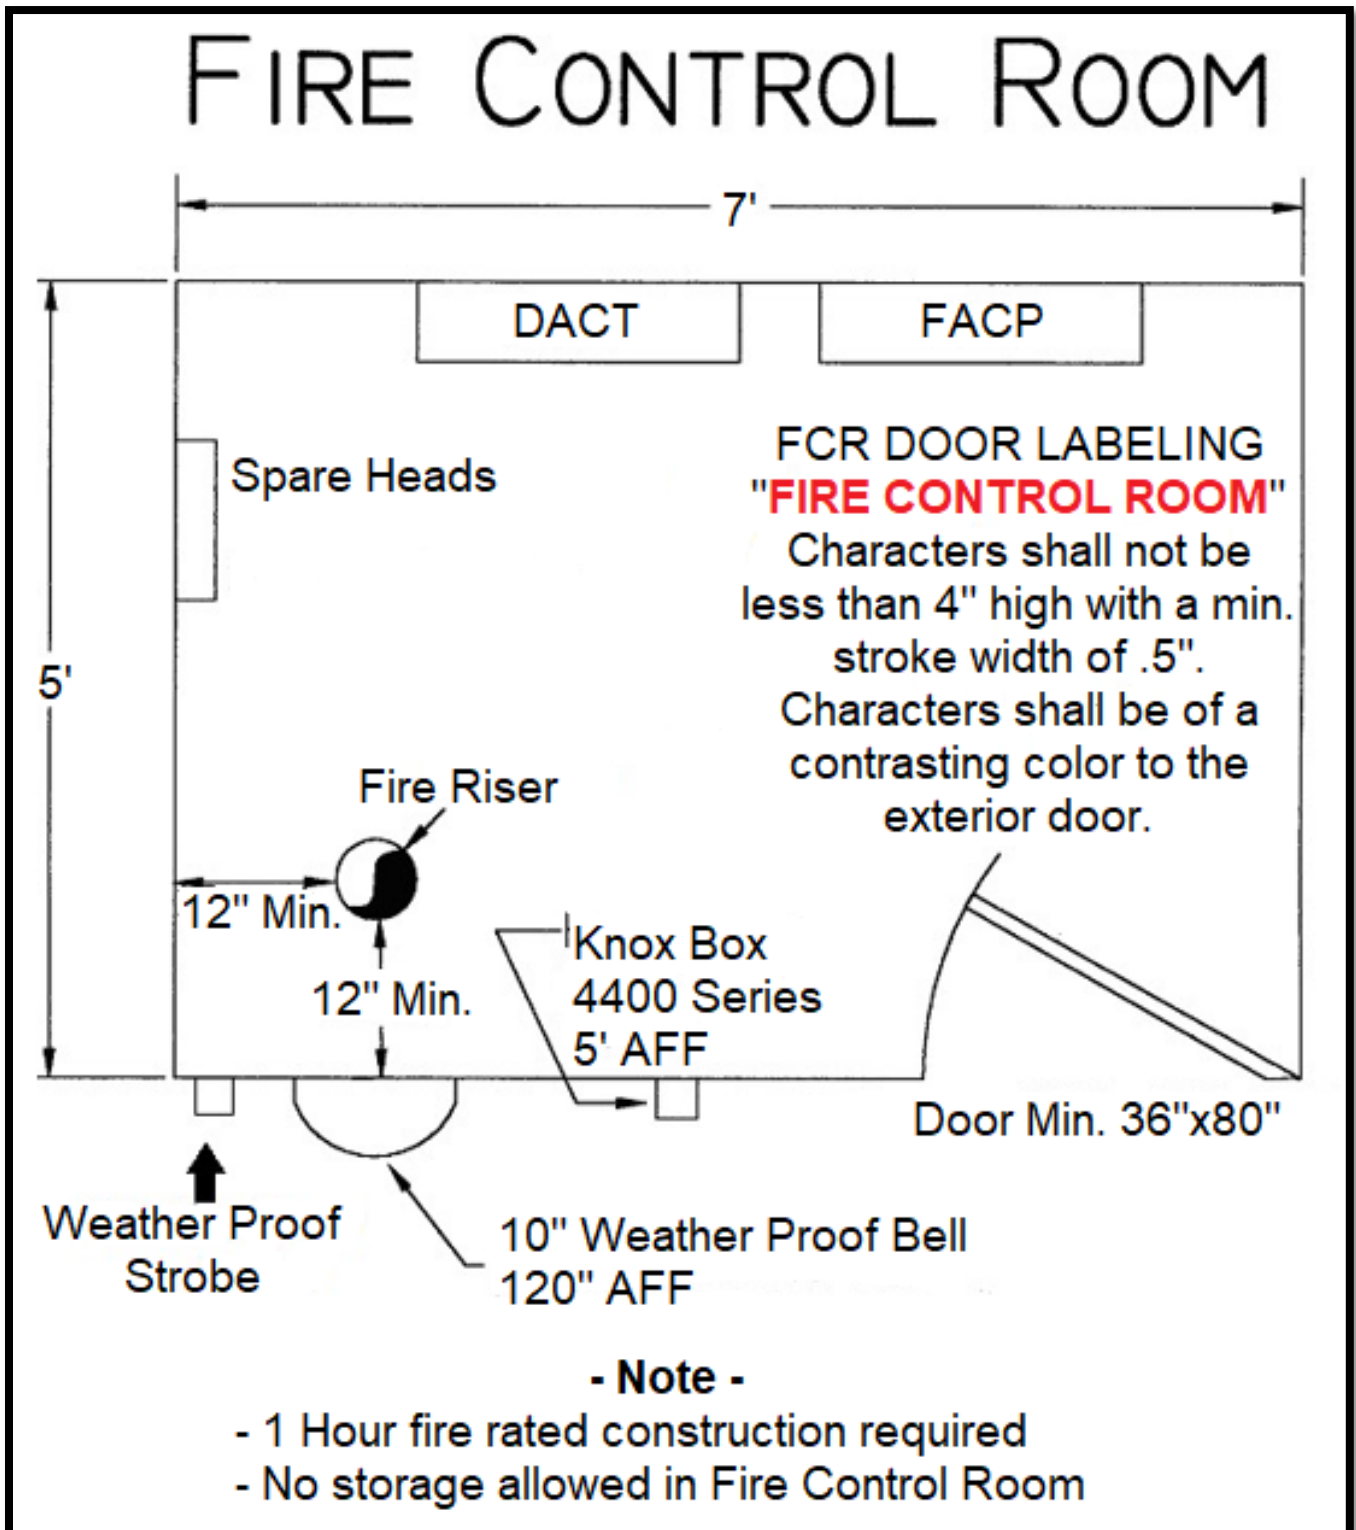 FIRE CONTROL ROOM
7'
DACT
FACP
Spare Heads
FCR DOOR LABELING
"FIRE CONTROL ROOM"
Characters shall not be
less than 4" high with a min.
stroke width of .5".
Characters shall be of a
contrasting color to the
exterior door.
5'
Fire Riser
12" Min.
12" Min.
Knox Box
4400 Series
5' AFF
Door Min. 36"x80"
Weather Proof
Strobe
10" Weather Proof Bell
120" AFF
- Note -
- 1 Hour fire rated construction required
- No storage allowed in Fire Control Room